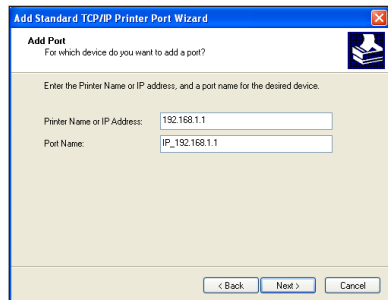 Add Standard TCP/IP Printer Port Wizard
Add Port
For which device do you want to add a port?
Enter the Printer Name or IP address, and a port name for the desired device.
Printer Name or IP Address: 192.168.1.1
Port Name: IP_192.168.1.1
< Back Next > Cancel